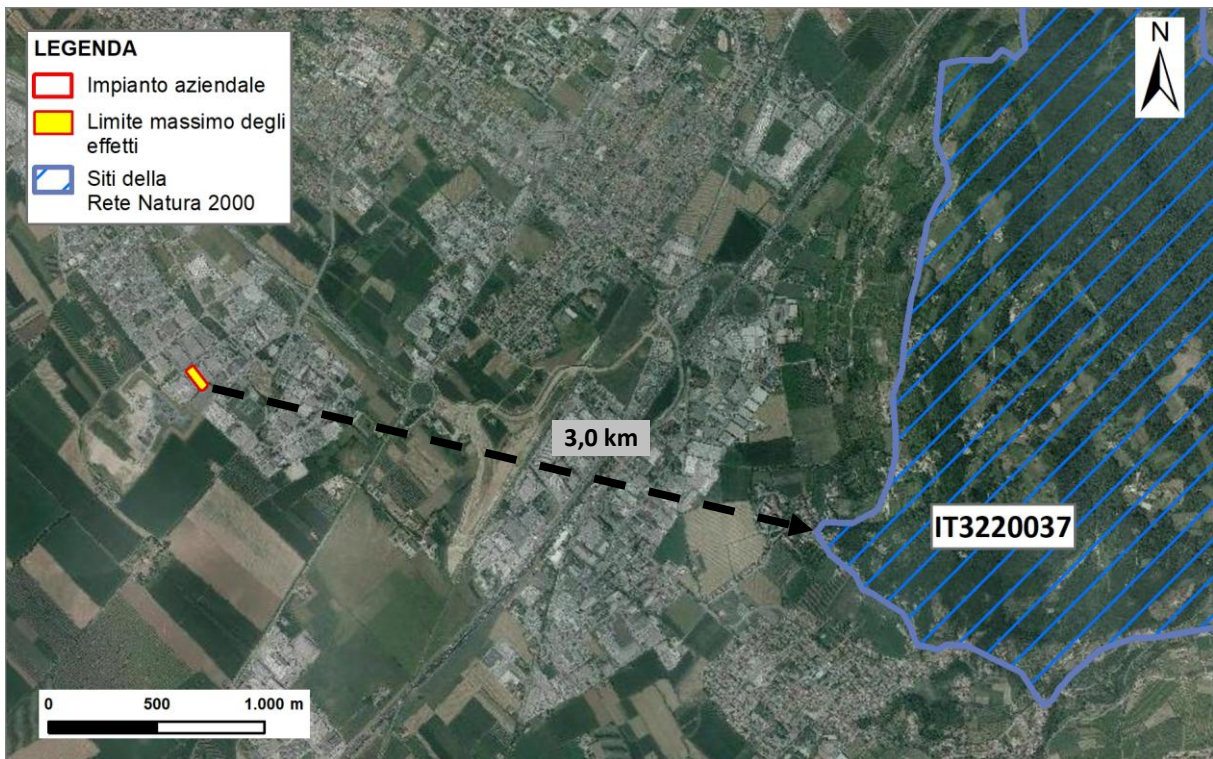 LEGENDA
Impianto aziendale
Limite massimo degli
effetti
Siti della
Rete Natura 2000
N
3,0 km
IT3220037
0 500 1.000 m